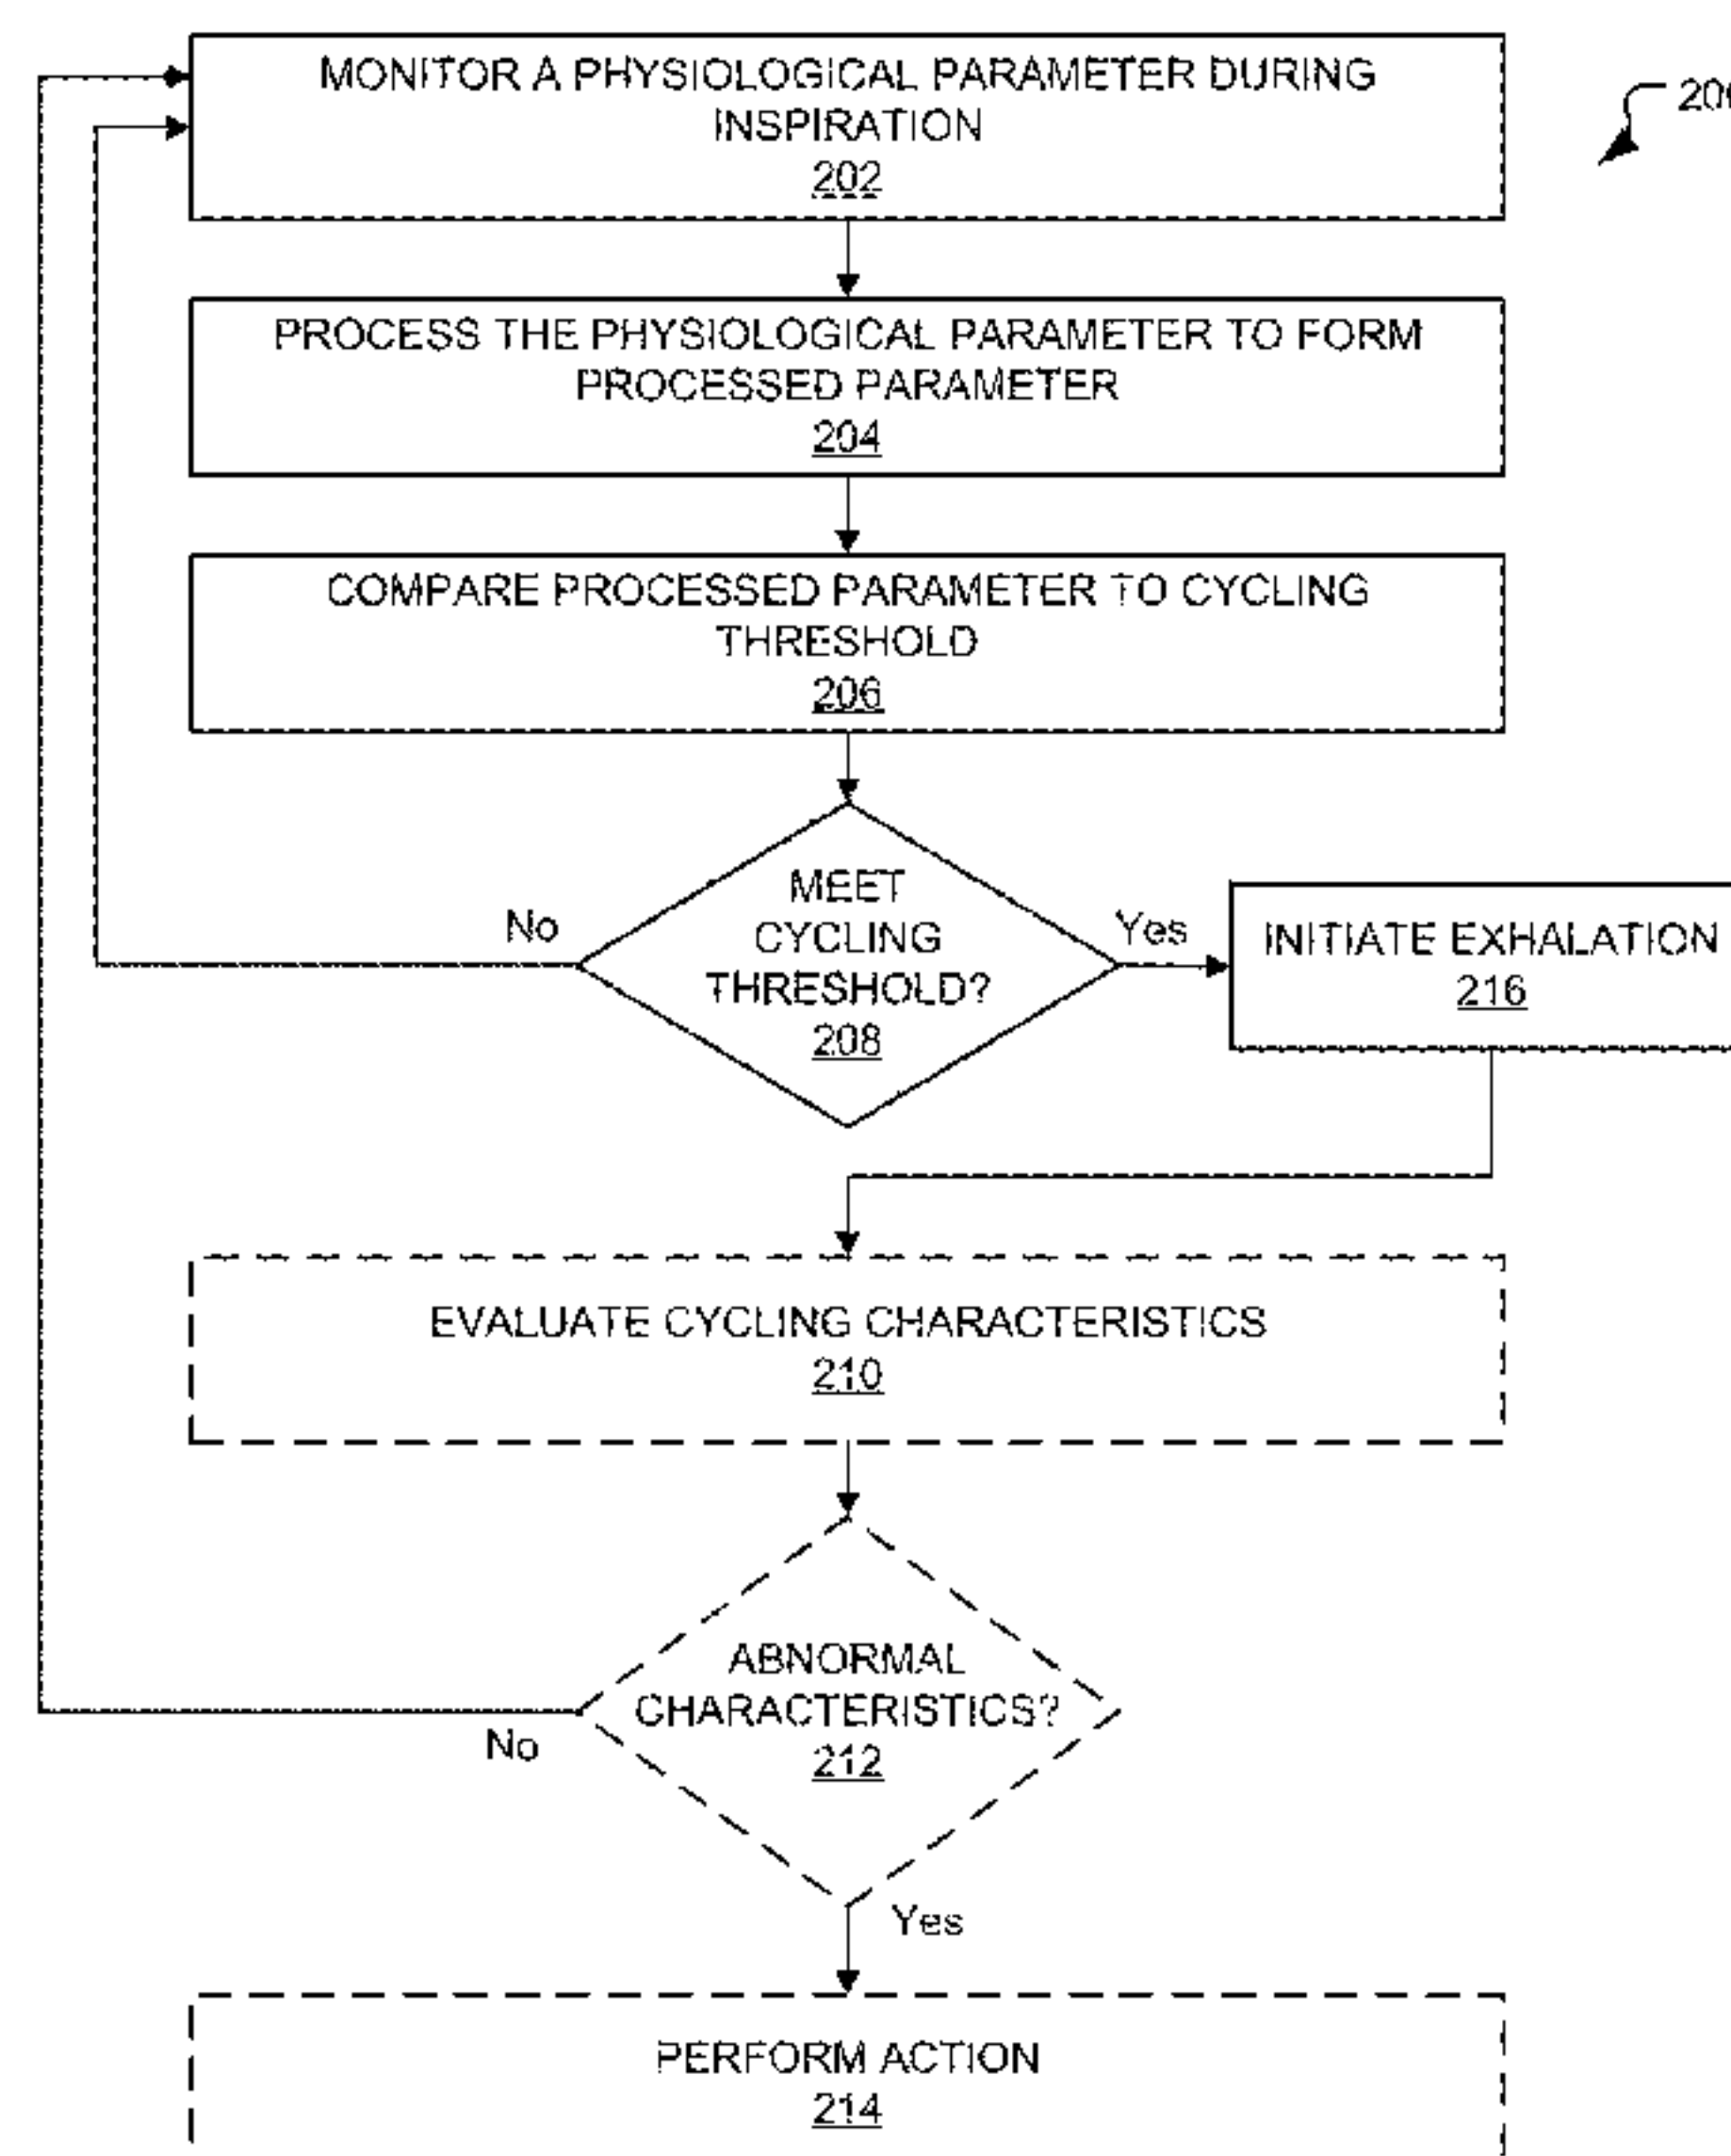 MONITOR A PHYSIOLOGICAL PARAMETER DURING
INSPIRATION
202
PROCESS THE PHYSIOLOGICAL PARAMETER TO FORM
PROCESSED PARAMETER
204
COMPARE PROCESSED PARAMETER TO CYCLING
THRESHOLD
206
MEET
CYCLING
THRESHOLD?
208
No
Yes
INITIATE EXHALATION
216
EVALUATE CYCLING CHARACTERISTICS
210
ABNORMAL
CHARACTERISTICS?
212
No
Yes
PERFORM ACTION
214